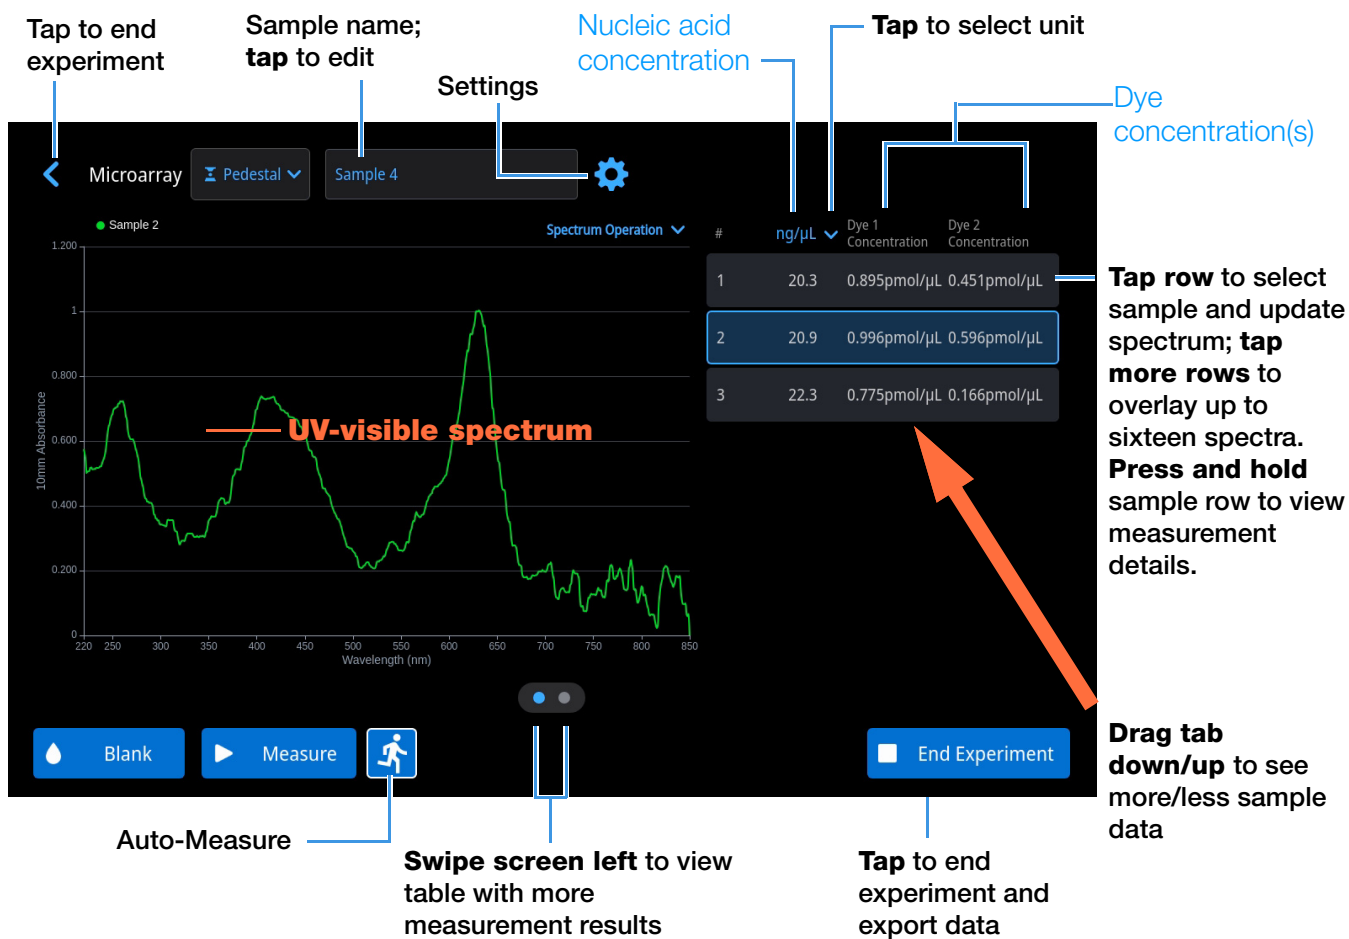 Tap to end
experiment
Sample name;
tap to edit
Settings
Nucleic acid
concentration
Tap to select unit
Dye
concentration(s)
Microarray
Pedestal
Sample 4
Sample 2
Spectrum Operation
#
ng/µL
Dye 1
Concentration
Dye 2
Concentration
1 20.3 0.895pmol/µL 0.451pmol/µL
2 20.9 0.996pmol/µL 0.596pmol/µL
3 22.3 0.775pmol/µL 0.166pmol/µL
1.200
1
0.800
0.600
0.400
0.200
0
10mm Absorbance
UV-visible spectrum
220 250 300 350 400 450 500 550 600 650 700 750 800 850
Wavelength (nm)
Tap row to select
sample and update
spectrum; tap
more rows to
overlay up to
sixteen spectra.
Press and hold
sample row to view
measurement
details.
Drag tab
down/up to see
more/less sample
data
Blank
Measure
End Experiment
Auto-Measure
Swipe screen left to view
table with more
measurement results
Tap to end
experiment and
export data